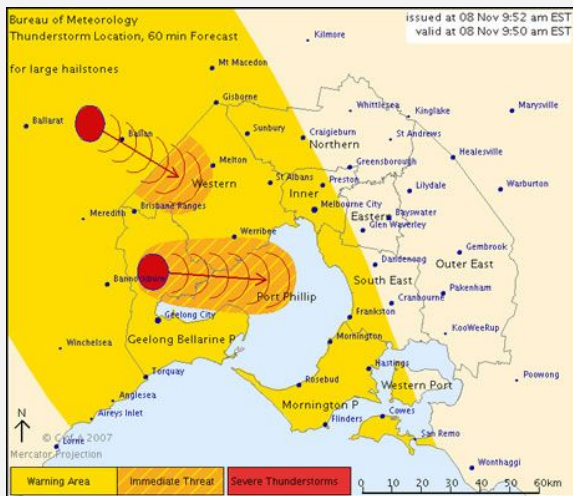 Bureau of Meteorology
Thunderstorm Location, 60 min Forecast
for large hailstones
issued at 08 Nov 9:52 am EST
valid at 08 Nov 9:50 am EST
Kilmore
Mt Macedon
Gisborne
Whittlesea
Kinglake
Marysville
Ballarat
Ballan
Sunbury
Craigieburn
St Andrews
Northern
Healesville
Greensborough
Melton
Western
St Albans
Preston
Inner
Lilydale
Warburton
Melbourne City
Brisbane Ranges
Meredith
Eastern
Bayswater
Glen Waverley
Werribee
Gembrook
Dandenong
Outer East
South East
Port Phillip
Pakenham
Cranbourne
Geelong City
Frankston
KooWeeRup
Geelong Bellarine P
Mornington
Winchelsea
Hastings
Torquay
Rosebud
Western Port
Poowong
Anglesea
Mornington P
Aireys Inlet
Cowes
Flinders
San Remo
N
© C of A 2007
Lorne
Mercator Projection
Wonthaggi
Warning Area
Immediate Threat
Severe Thunderstorms
0 10 20 30 40 50 60km